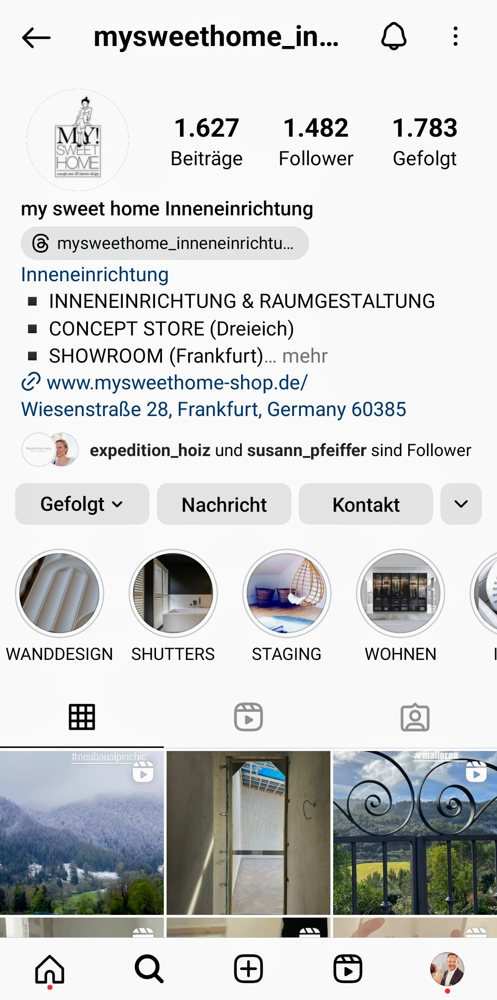 mysweethome_in...
MY!
SWEET
HOME
concept store & interior design
1.627
1.482
1.783
Beiträge
Follower
Gefolgt
my sweet home Inneneinrichtung
mysweethome_inneneinrichtu...
Inneneinrichtung
▪ INNENEINRICHTUNG & RAUMGESTALTUNG
▪ CONCEPT STORE (Dreieich)
▪ SHOWROOM (Frankfurt)... mehr
www.mysweethome-shop.de/
Wiesenstraße 28, Frankfurt, Germany 60385
Expedition Hoiz
expedition_hoiz und susann_pfeiffer sind Follower
Gefolgt
Nachricht
Kontakt
WANDDESIGN
SHUTTERS
STAGING
WOHNEN
#neubaualpinchic
#mallorca